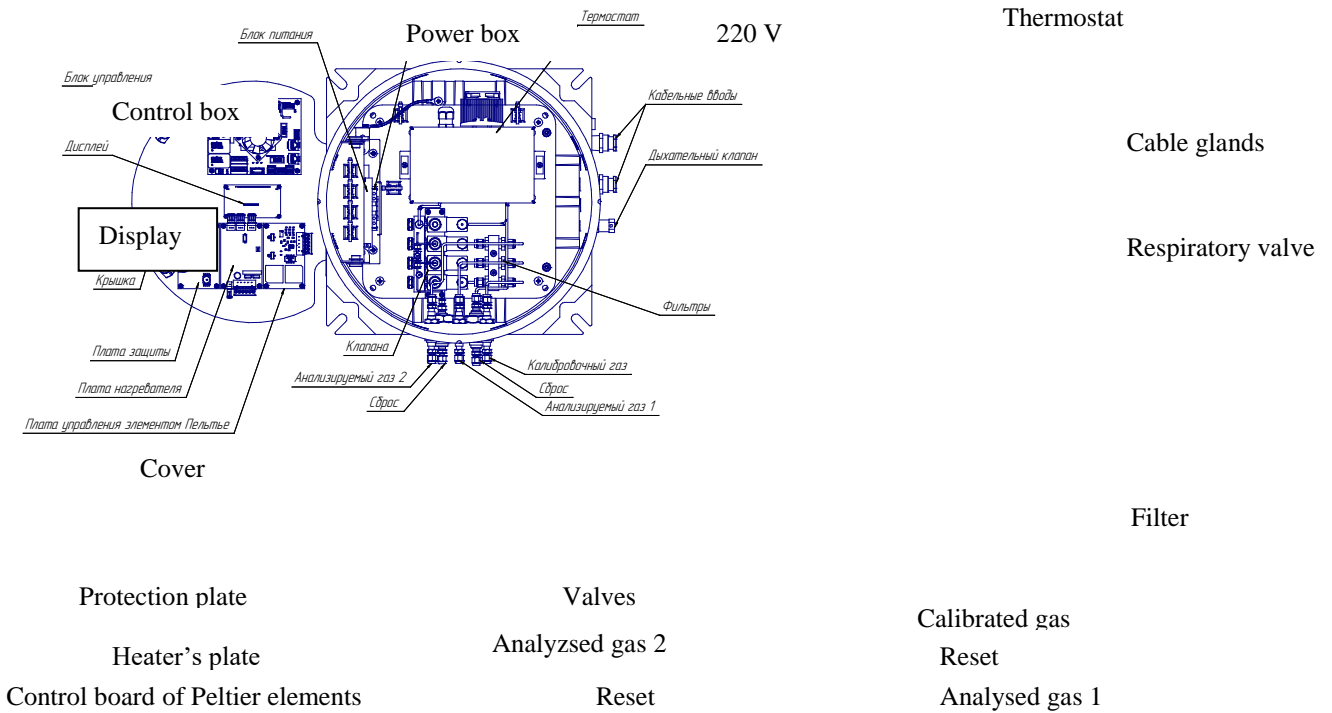 Термостат
Thermostat
Блок питания
Power box
220 V
Блок управления
Control box
Кабельные вводы
Cable glands
Дисплей
Дыхательный клапан
Display
Respiratory valve
Крышка
Фильтры
Плата защиты
Клапана
Калибровочный газ
Анализируемый газ 2
Плата нагревателя
Сброс
Сброс
Анализируемый газ 1
Плата управления элементом Пельтье
Cover
Filter
Protection plate
Valves
Calibrated gas
Analyzsed gas 2
Heater’s plate
Reset
Control board of Peltier elements
Reset
Analysed gas 1